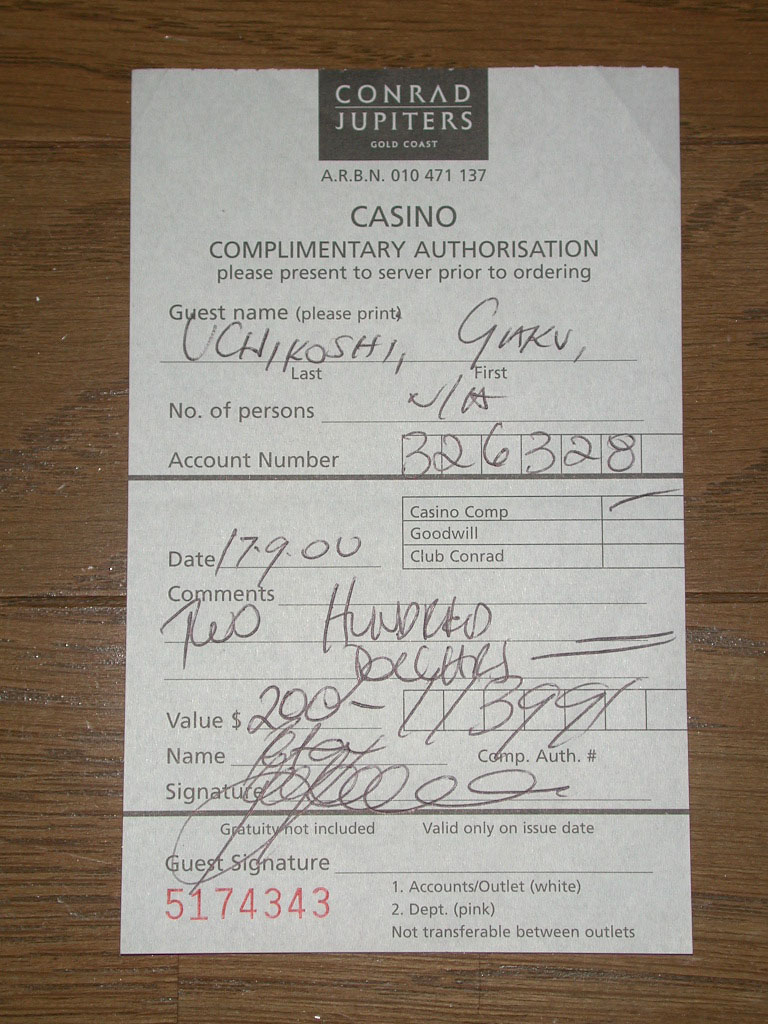 CONRAD
JUPITERS
GOLD COAST
A.R.B.N. 010 471 137
CASINO
COMPLIMENTARY AUTHORISATION
please present to server prior to ordering
Guest name (please print)
UCHIKOSHI, GAKU,
Last First
No. of persons N/A
Account Number 326328
Casino Comp
Goodwill
Club Conrad
Date 17.9.00
Comments
TWO HUNDRED
DOLLARS
Value $ 200-
Name
Comp. Auth. #
Signature
Gratuity not included Valid only on issue date
Guest Signature
5174343
1. Accounts/Outlet (white)
2. Dept. (pink)
Not transferable between outlets